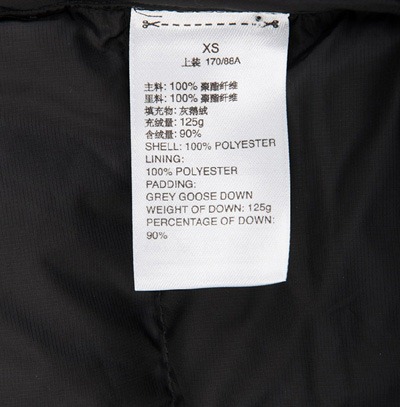 XS
上装 170/88A
主料: 100% 聚酯纤维
里料: 100% 聚酯纤维
填充物: 灰鹅绒
充绒量: 125g
含绒量: 90%
SHELL: 100% POLYESTER
LINING:
100% POLYESTER
PADDING:
GREY GOOSE DOWN
WEIGHT OF DOWN: 125g
PERCENTAGE OF DOWN:
90%